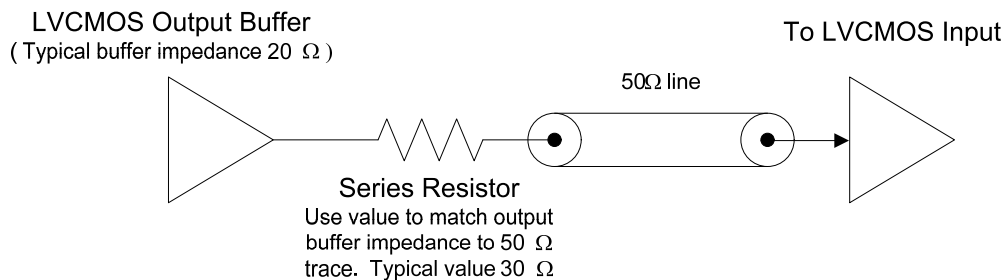 LVCMOS Output Buffer
( Typical buffer impedance 20 Ω )
To LVCMOS Input
50Ω line
Series Resistor
Use value to match output
buffer impedance to 50 Ω
trace. Typical value 30 Ω